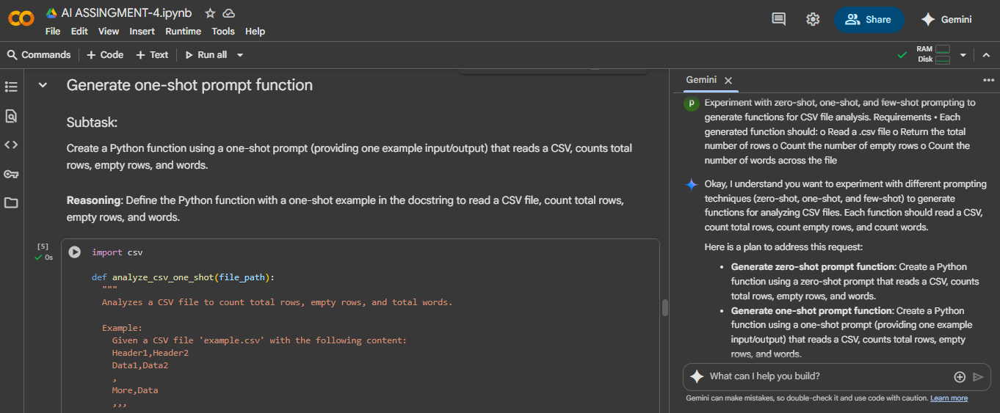 AI ASSINGMENT-4.ipynb
File Edit View Insert Runtime Tools Help
Share
Gemini
Commands + Code + Text Run all
RAM
Disk
Generate one-shot prompt function
Subtask:
Create a Python function using a one-shot prompt (providing one example input/output) that reads a CSV, counts total
rows, empty rows, and words.
Reasoning: Define the Python function with a one-shot example in the docstring to read a CSV file, count total rows,
empty rows, and words.
[5]
0s
import csv
def analyze_csv_one_shot(file_path):
"""
Analyzes a CSV file to count total rows, empty rows, and total words.
Example:
Given a CSV file 'example.csv' with the following content:
Header1,Header2
Data1,Data2
,
More,Data
,,,
Gemini
P
Experiment with zero-shot, one-shot, and few-shot prompting to
generate functions for CSV file analysis. Requirements • Each
generated function should: o Read a .csv file o Return the total
number of rows o Count the number of empty rows o Count the
number of words across the file
Okay, I understand you want to experiment with different prompting
techniques (zero-shot, one-shot, and few-shot) to generate
functions for analyzing CSV files. Each function should read a CSV,
count total rows, count empty rows, and count words.
Here is a plan to address this request:
• Generate zero-shot prompt function: Create a Python
function using a zero-shot prompt that reads a CSV, counts
total rows, empty rows, and words.
• Generate one-shot prompt function: Create a Python
function using a one-shot prompt (providing one example
input/output) that reads a CSV, counts total rows, empty
rows, and words.
What can I help you build?
Gemini can make mistakes, so double-check it and use code with caution. Learn more